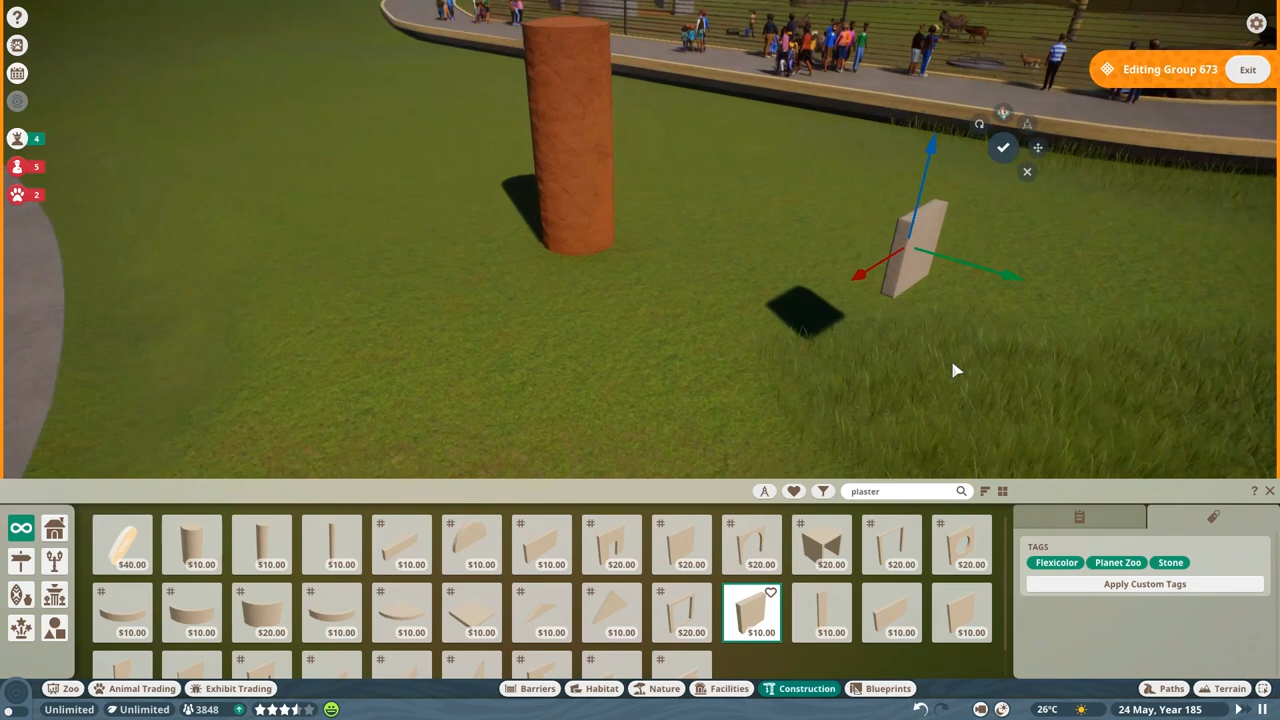 ?
Editing Group 673
Exit
4
5
2
plaster
?
$40.00
$10.00
$10.00
$10.00
$10.00
$10.00
$10.00
$20.00
$20.00
$20.00
$20.00
$20.00
$20.00
TAGS
Flexicolor
Planet Zoo
Stone
Apply Custom Tags
$10.00
$10.00
$20.00
$10.00
$10.00
$10.00
$10.00
$10.00
$20.00
$10.00
$10.00
$10.00
$10.00
Zoo
Animal Trading
Exhibit Trading
Barriers
Habitat
Nature
Facilities
Construction
Blueprints
Paths
Terrain
Unlimited
Unlimited
3848
26°C
24 May, Year 185